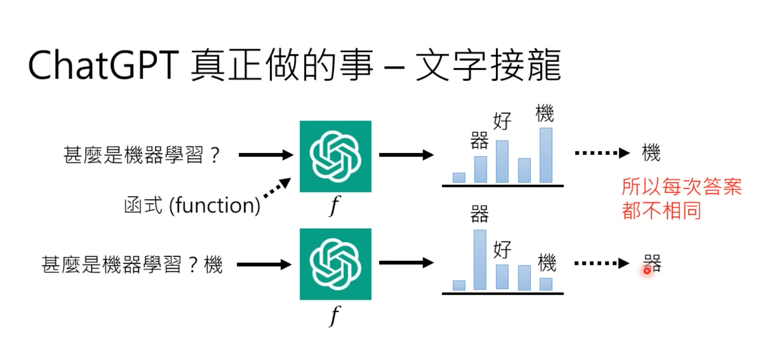 ChatGPT 真正做的事 – 文字接龍
甚麼是機器學習？
函式 (function)
f
器
好
機
機
所以每次答案
都不相同
甚麼是機器學習？機
f
器
好
機
器